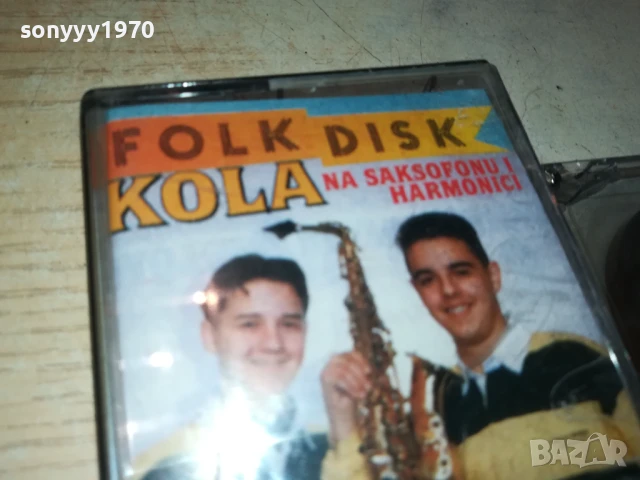 sonyyy1970
FOLK DISK
KOLA NA SAKSOFONU I
HARMONICI
BAZAR